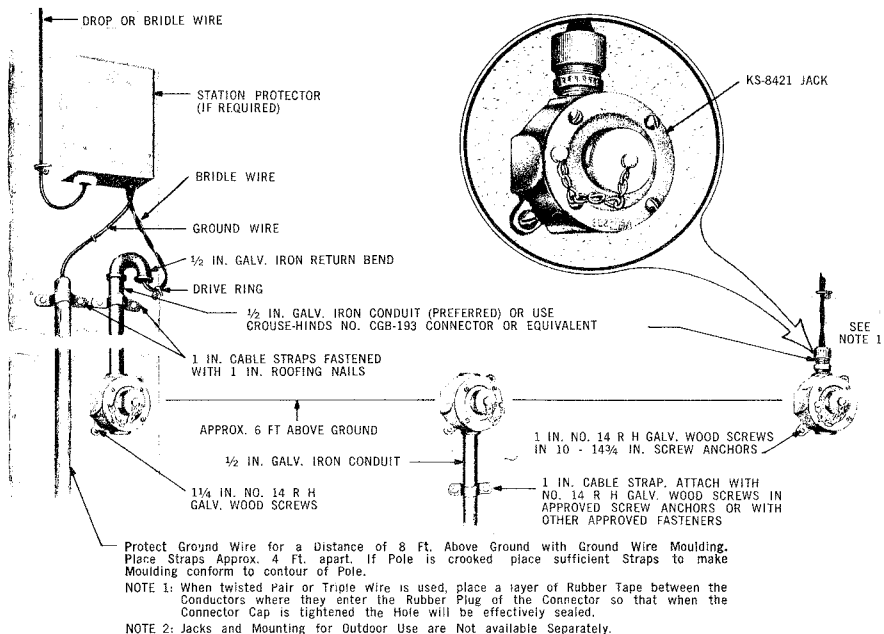 DROP OR BRIDLE WIRE
STATION PROTECTOR
(IF REQUIRED)
KS-8421 JACK
BRIDLE WIRE
GROUND WIRE
½ IN. GALV. IRON RETURN BEND
DRIVE RING
½ IN. GALV. IRON CONDUIT (PREFERRED) OR USE
CROUSE-HINDS NO. CGB-193 CONNECTOR OR EQUIVALENT
SEE
NOTE 1
1 IN. CABLE STRAPS FASTENED
WITH 1 IN. ROOFING NAILS
APPROX. 6 FT ABOVE GROUND
½ IN. GALV. IRON CONDUIT
1 IN. NO. 14 R H GALV. WOOD SCREWS
IN 10 - 14¾ IN. SCREW ANCHORS
1¼ IN. NO. 14 R H
GALV. WOOD SCREWS
1 IN. CABLE STRAP. ATTACH WITH
NO. 14 R H GALV. WOOD SCREWS IN
APPROVED SCREW ANCHORS OR WITH
OTHER APPROVED FASTENERS
Protect Ground Wire for a Distance of 8 Ft. Above Ground with Ground Wire Moulding.
Place Straps Approx. 4 Ft. apart. If Pole is crooked place sufficient Straps to make
Moulding conform to contour of Pole.
NOTE 1: When twisted Pair or Triple Wire is used, place a layer of Rubber Tape between the
Conductors where they enter the Rubber Plug of the Connector so that when the
Connector Cap is tightened the Hole will be effectively sealed.
NOTE 2: Jacks and Mounting for Outdoor Use are Not available Separately.